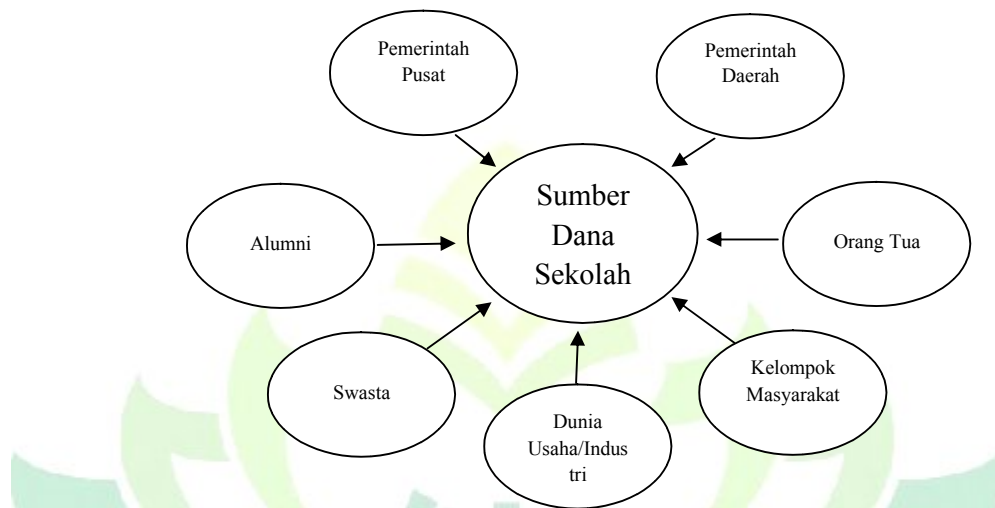 Pemerintah
Pusat
Pemerintah
Daerah
Sumber
Dana
Sekolah
Alumni
Orang Tua
Swasta
Dunia
Usaha/Indus
tri
Kelompok
Masyarakat